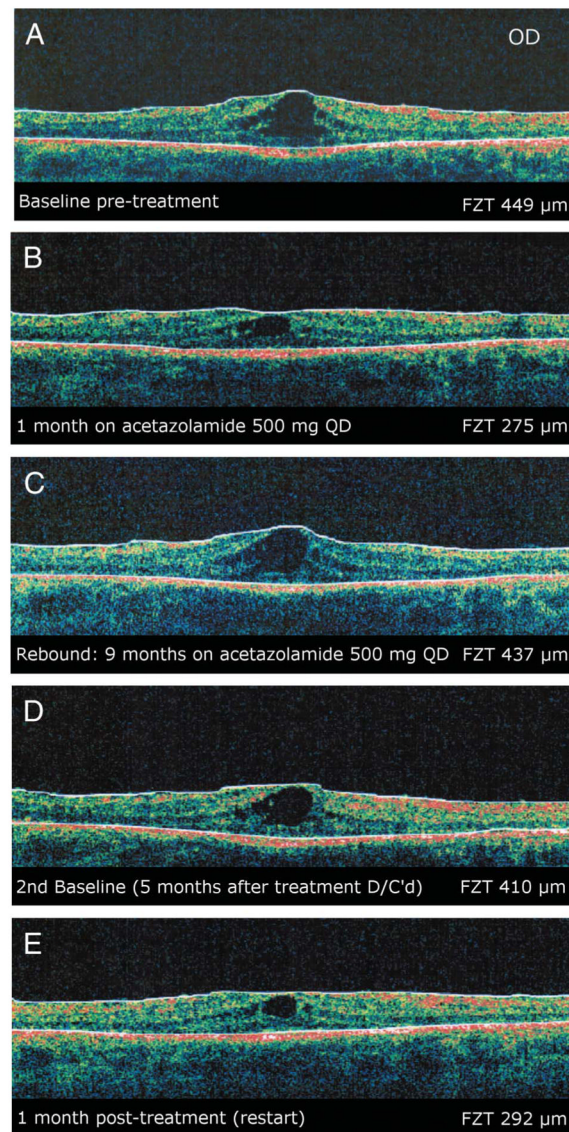 A
OD
Baseline pre-treatment FZT 449 µm
B
1 month on acetazolamide 500 mg QD FZT 275 µm
C
Rebound: 9 months on acetazolamide 500 mg QD FZT 437 µm
D
2nd Baseline (5 months after treatment D/C'd) FZT 410 µm
E
1 month post-treatment (restart) FZT 292 µm